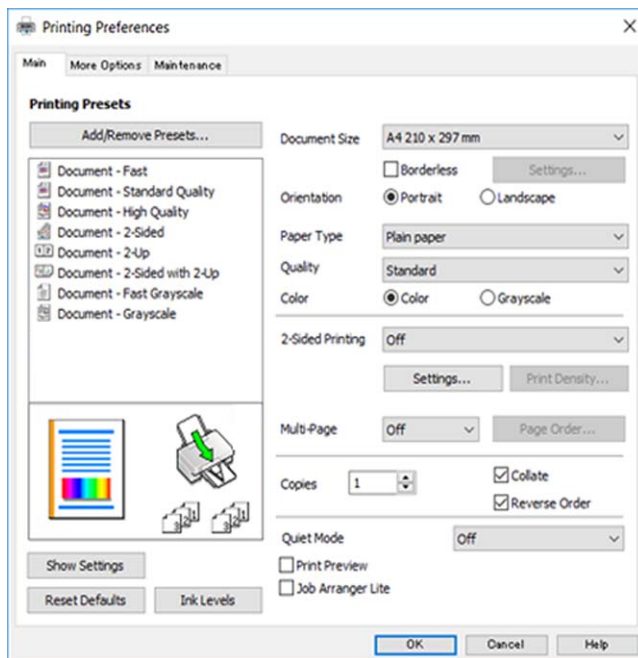 Printing Preferences
Main More Options Maintenance
Printing Presets
Add/Remove Presets...
Document - Fast
Document - Standard Quality
Document - High Quality
Document - 2-Sided
Document - 2-Up
Document - 2-Sided with 2-Up
Document - Fast Grayscale
Document - Grayscale
Show Settings
Reset Defaults Ink Levels
Document Size A4 210 x 297 mm
Borderless Settings...
Orientation Portrait Landscape
Paper Type Plain paper
Quality Standard
Color Color Grayscale
2-Sided Printing Off
Settings... Print Density...
Multi-Page Off Page Order...
Copies 1 Collate
Reverse Order
Quiet Mode Off
Print Preview
Job Arranger Lite
OK Cancel Help